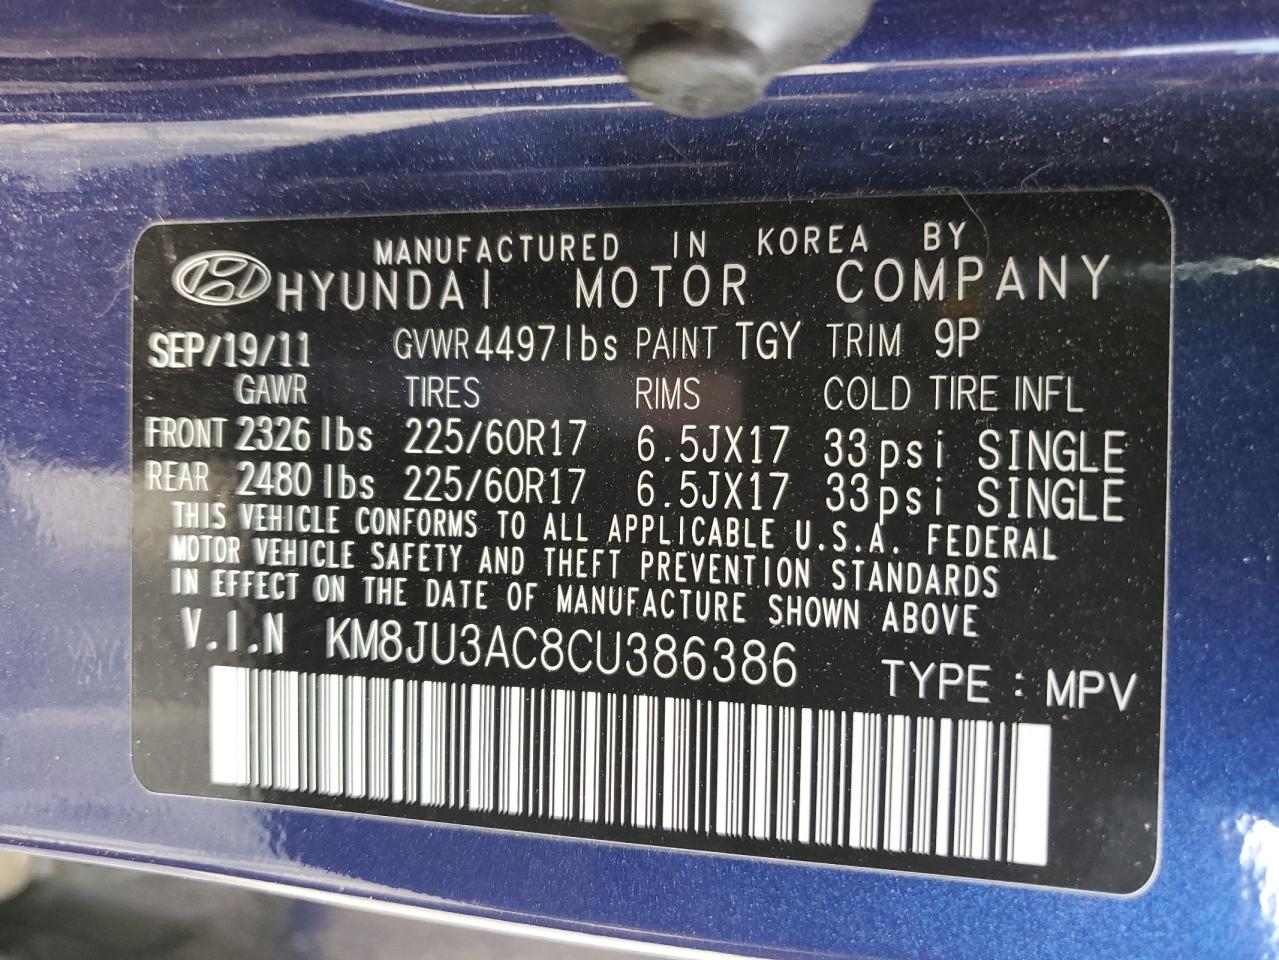 MANUFACTURED IN KOREA BY
HYUNDAI MOTOR COMPANY
SEP/19/11 GVWR 4497lbs PAINT TGY TRIM 9P
GAWR TIRES RIMS COLD TIRE INFL
FRONT 2326 lbs 225/60R17 6.5JX17 33psi SINGLE
REAR 2480 lbs 225/60R17 6.5JX17 33psi SINGLE
THIS VEHICLE CONFORMS TO ALL APPLICABLE U.S.A. FEDERAL
MOTOR VEHICLE SAFETY AND THEFT PREVENTION STANDARDS
IN EFFECT ON THE DATE OF MANUFACTURE SHOWN ABOVE
V.I.N KM8JU3AC8CU386386 TYPE : MPV